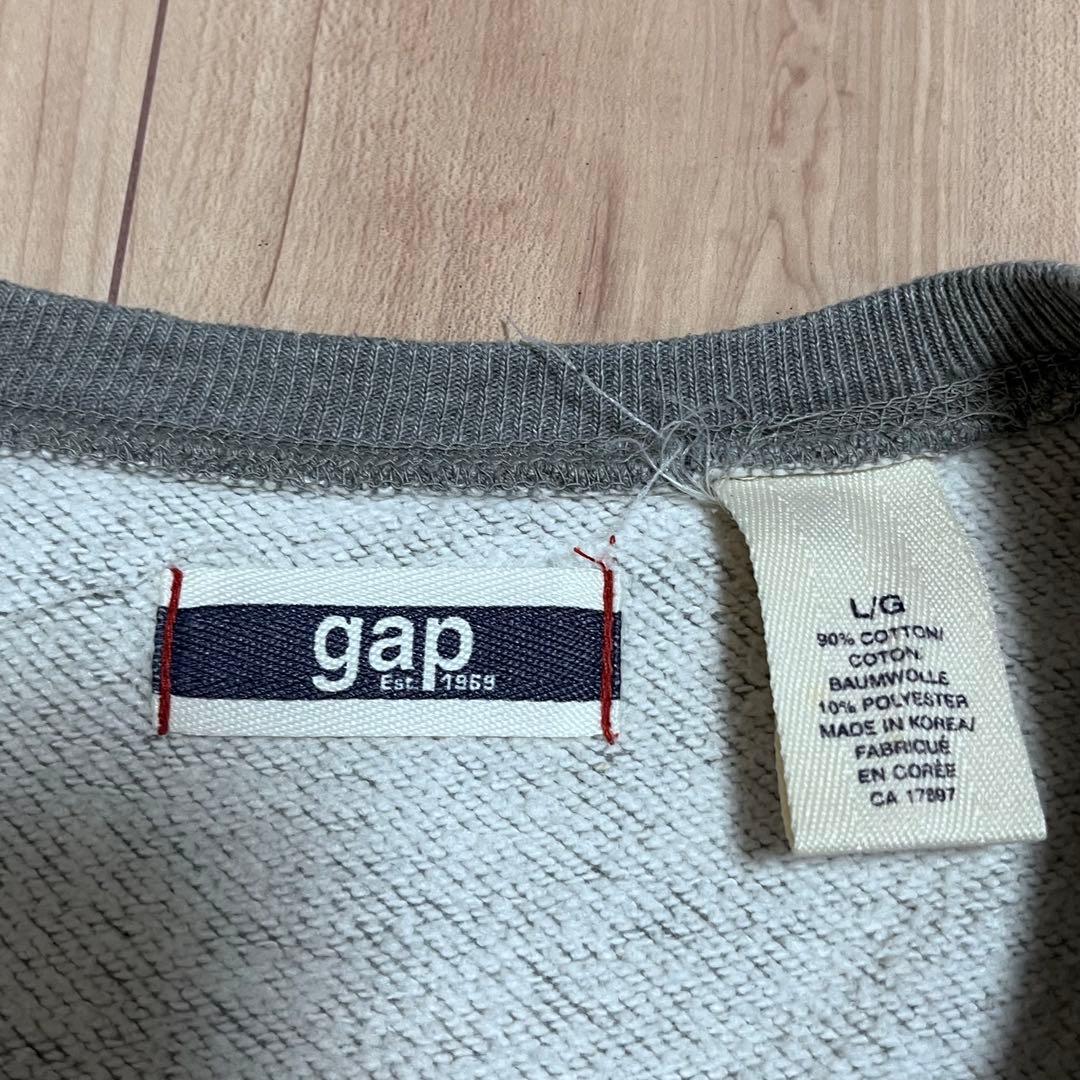 gap
Est. 1969
L/G
90% COTTON/
COTON,
BAUMWOLLE
10% POLYESTER
MADE IN KOREA/
FABRIQUÉ
EN CORÉE
CA 17897